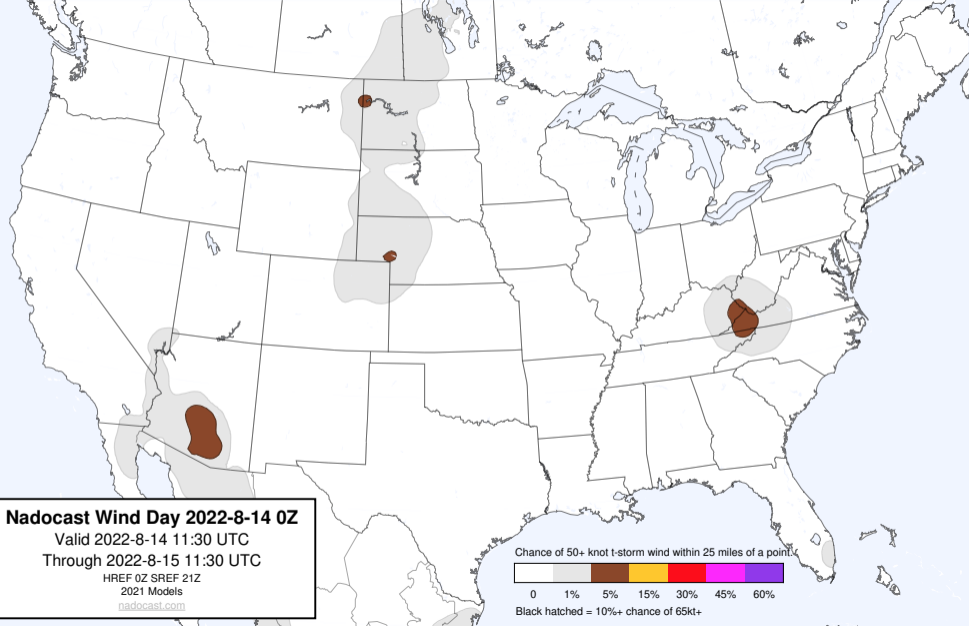 Nadocast Wind Day 2022-8-14 0Z
Valid 2022-8-14 11:30 UTC
Through 2022-8-15 11:30 UTC
HREF 0Z SREF 21Z
2021 Models
nadocast.com
Chance of 50+ knot t-storm wind within 25 miles of a point.
0 1% 5% 15% 30% 45% 60%
Black hatched = 10%+ chance of 65kt+